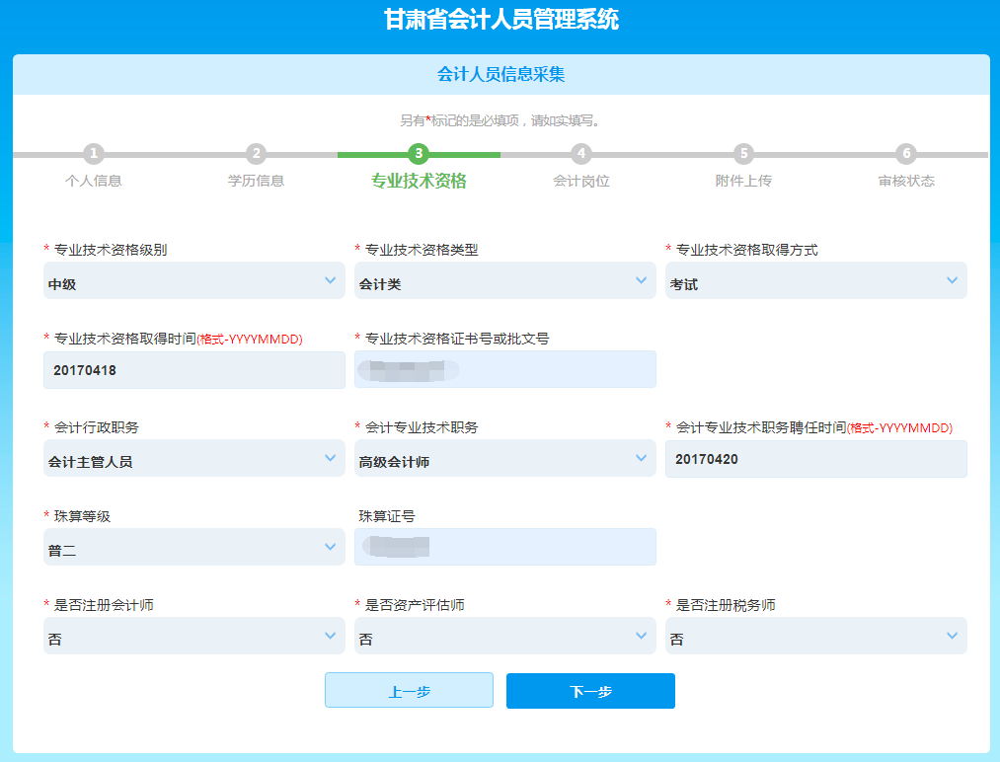 甘肃省会计人员管理系统
会计人员信息采集
另有*标记的是必填项，请如实填写。
1 2 3 4 5 6
个人信息 学历信息 专业技术资格 会计岗位 附件上传 审核状态
* 专业技术资格级别 * 专业技术资格类型 * 专业技术资格取得方式
中级 会计类 考试
* 专业技术资格取得时间(格式-YYYYMMDD) * 专业技术资格证书号或批文号
20170418
* 会计行政职务 * 会计专业技术职务 * 会计专业技术职务聘任时间(格式-YYYYMMDD)
会计主管人员 高级会计师 20170420
* 珠算等级 珠算证号
普二
* 是否注册会计师 * 是否资产评估师 * 是否注册税务师
否 否 否
上一步 下一步